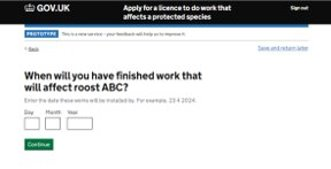 GOV.UK
Apply for a licence to do work that
affects a protected species
Sign out
PROTOTYPE This is a new service - your feedback will help us to improve it.
Back
Save and return later
When will you have finished work that
will affect roost ABC?
Enter the date these works will be installed by. For example, 23 4 2024.
Day Month Year
Continue